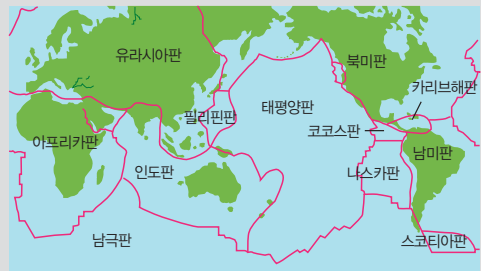 유라시아판
북미판
카리브해판
태평양판
필리핀판
코코스판
아프리카판
남미판
인도판
나스카판
남극판
스코티아판